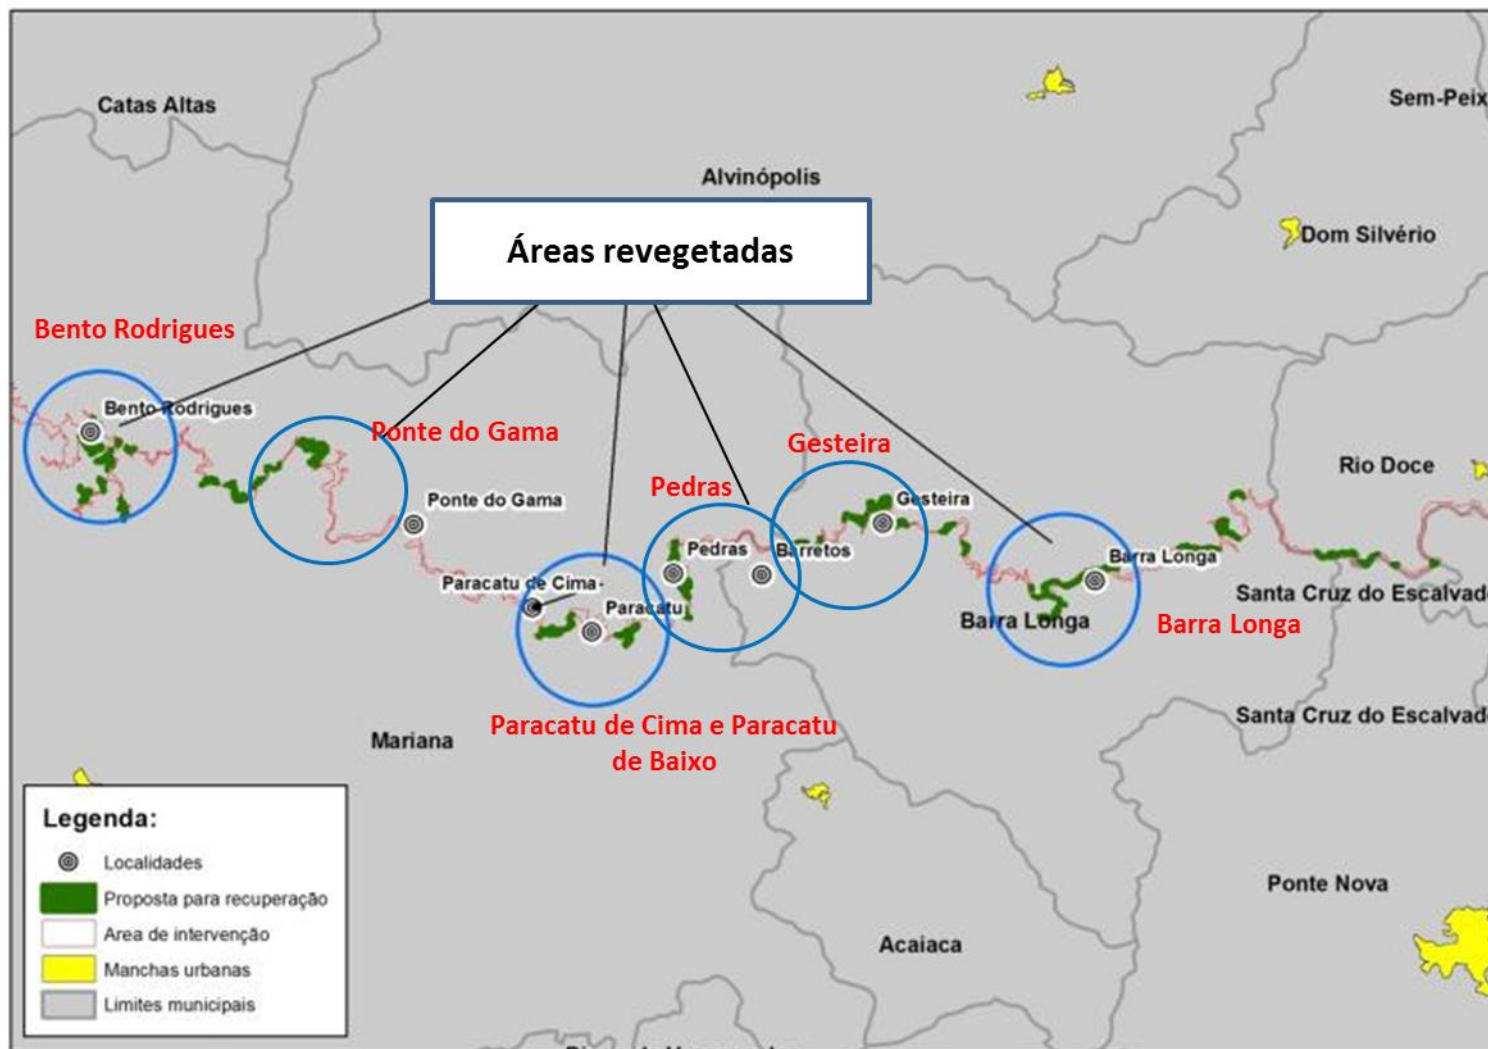 Catas Altas
Sem-Peix
Alvinópolis
Áreas revegetadas
Dom Silvério
Bento Rodrigues
Bento Rodrigues
Ponte do Gama
Gesteira
Rio Doce
Pedras
Ponte do Gama
Gesteira
Pedras
Barretos
Barra Longa
Paracatu de Cima-
Paracatu
Santa Cruz do Escalvad
Barra Longa
Barra Longa
Paracatu de Cima e Paracatu
de Baixo
Santa Cruz do Escalvad
Mariana
Legenda:
Localidades
Proposta para recuperação
Area de intervenção
Manchas urbanas
Limites municipais
Ponte Nova
Acaiaca